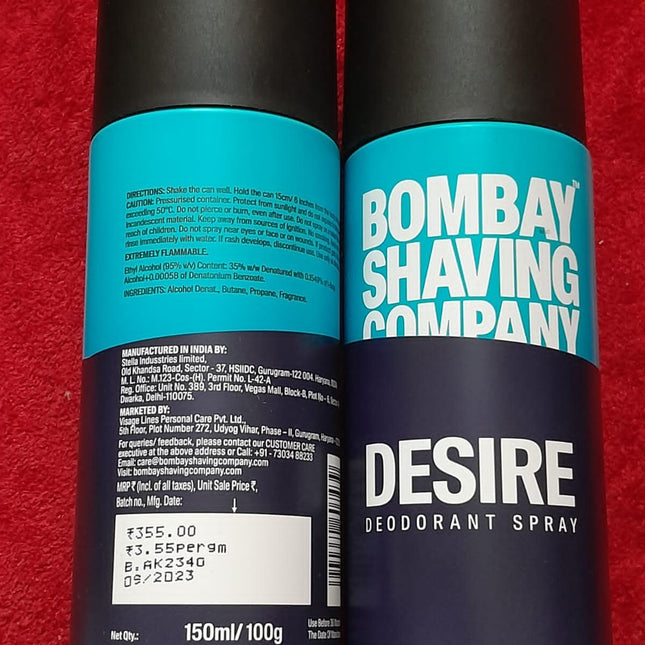 DIRECTIONS: Shake the can well. Hold the can 15cm/ 6 Inches from the
CAUTION: Pressurised container. Protect from sunlight and do not
exceeding 50°C. Do not pierce or burn, even after use. Do not spray
incandescent material. Keep away from sources of ignition. No smoking.
reach of children. Do not spray near eyes or face or on wounds. If
rinse immediately with water. If rash develops, discontinue use. Use only
EXTREMELY FLAMMABLE.
Ethyl Alcohol (95% v/v) Content: 35% w/w Denatured with
Alcohol+0.00058 of Denatonium Benzoate.
INGREDIENTS: Alcohol Denat., Butane, Propane, Fragrance.
MANUFACTURED IN INDIA BY:
Stella Indusstries limited,
Old Khandsa Road, Sector - 37, HSIIDC, Gurugram-122 004. Haryana,
M. L. No.: M.123-Cos-(H). Permit No. L-42-A
Reg. Office: Unit No. 389, 3rd Floor, Vegas Mall, Block-B, Plot No - 6,
Dwarka, Delhi-110075.
MARKETED BY:
Visage Lines Personal Care Pvt. Ltd.,
5th Floor, Plot Number 272, Udyog Vihar, Phase – II, Gurugram, Haryana
For queries/ feedback, please contact our CUSTOMER CARE
executive at the above address or Call: +91 - 73034 88233
Email: care@bombayshavingcompany.com
Visit: bombayshavingcompany.com
MRP ₹ (Incl. of all taxes), Unit Sale Price ₹,
Batch no., Mfg. Date:
₹355.00
₹3.55pergm
B.AK2340
09/2023
Net Qty.: 150ml/ 100g
Use Before 36
The Date Of
BOMBAY™
SHAVING
COMPANY
DESIRE
DEODORANT SPRAY